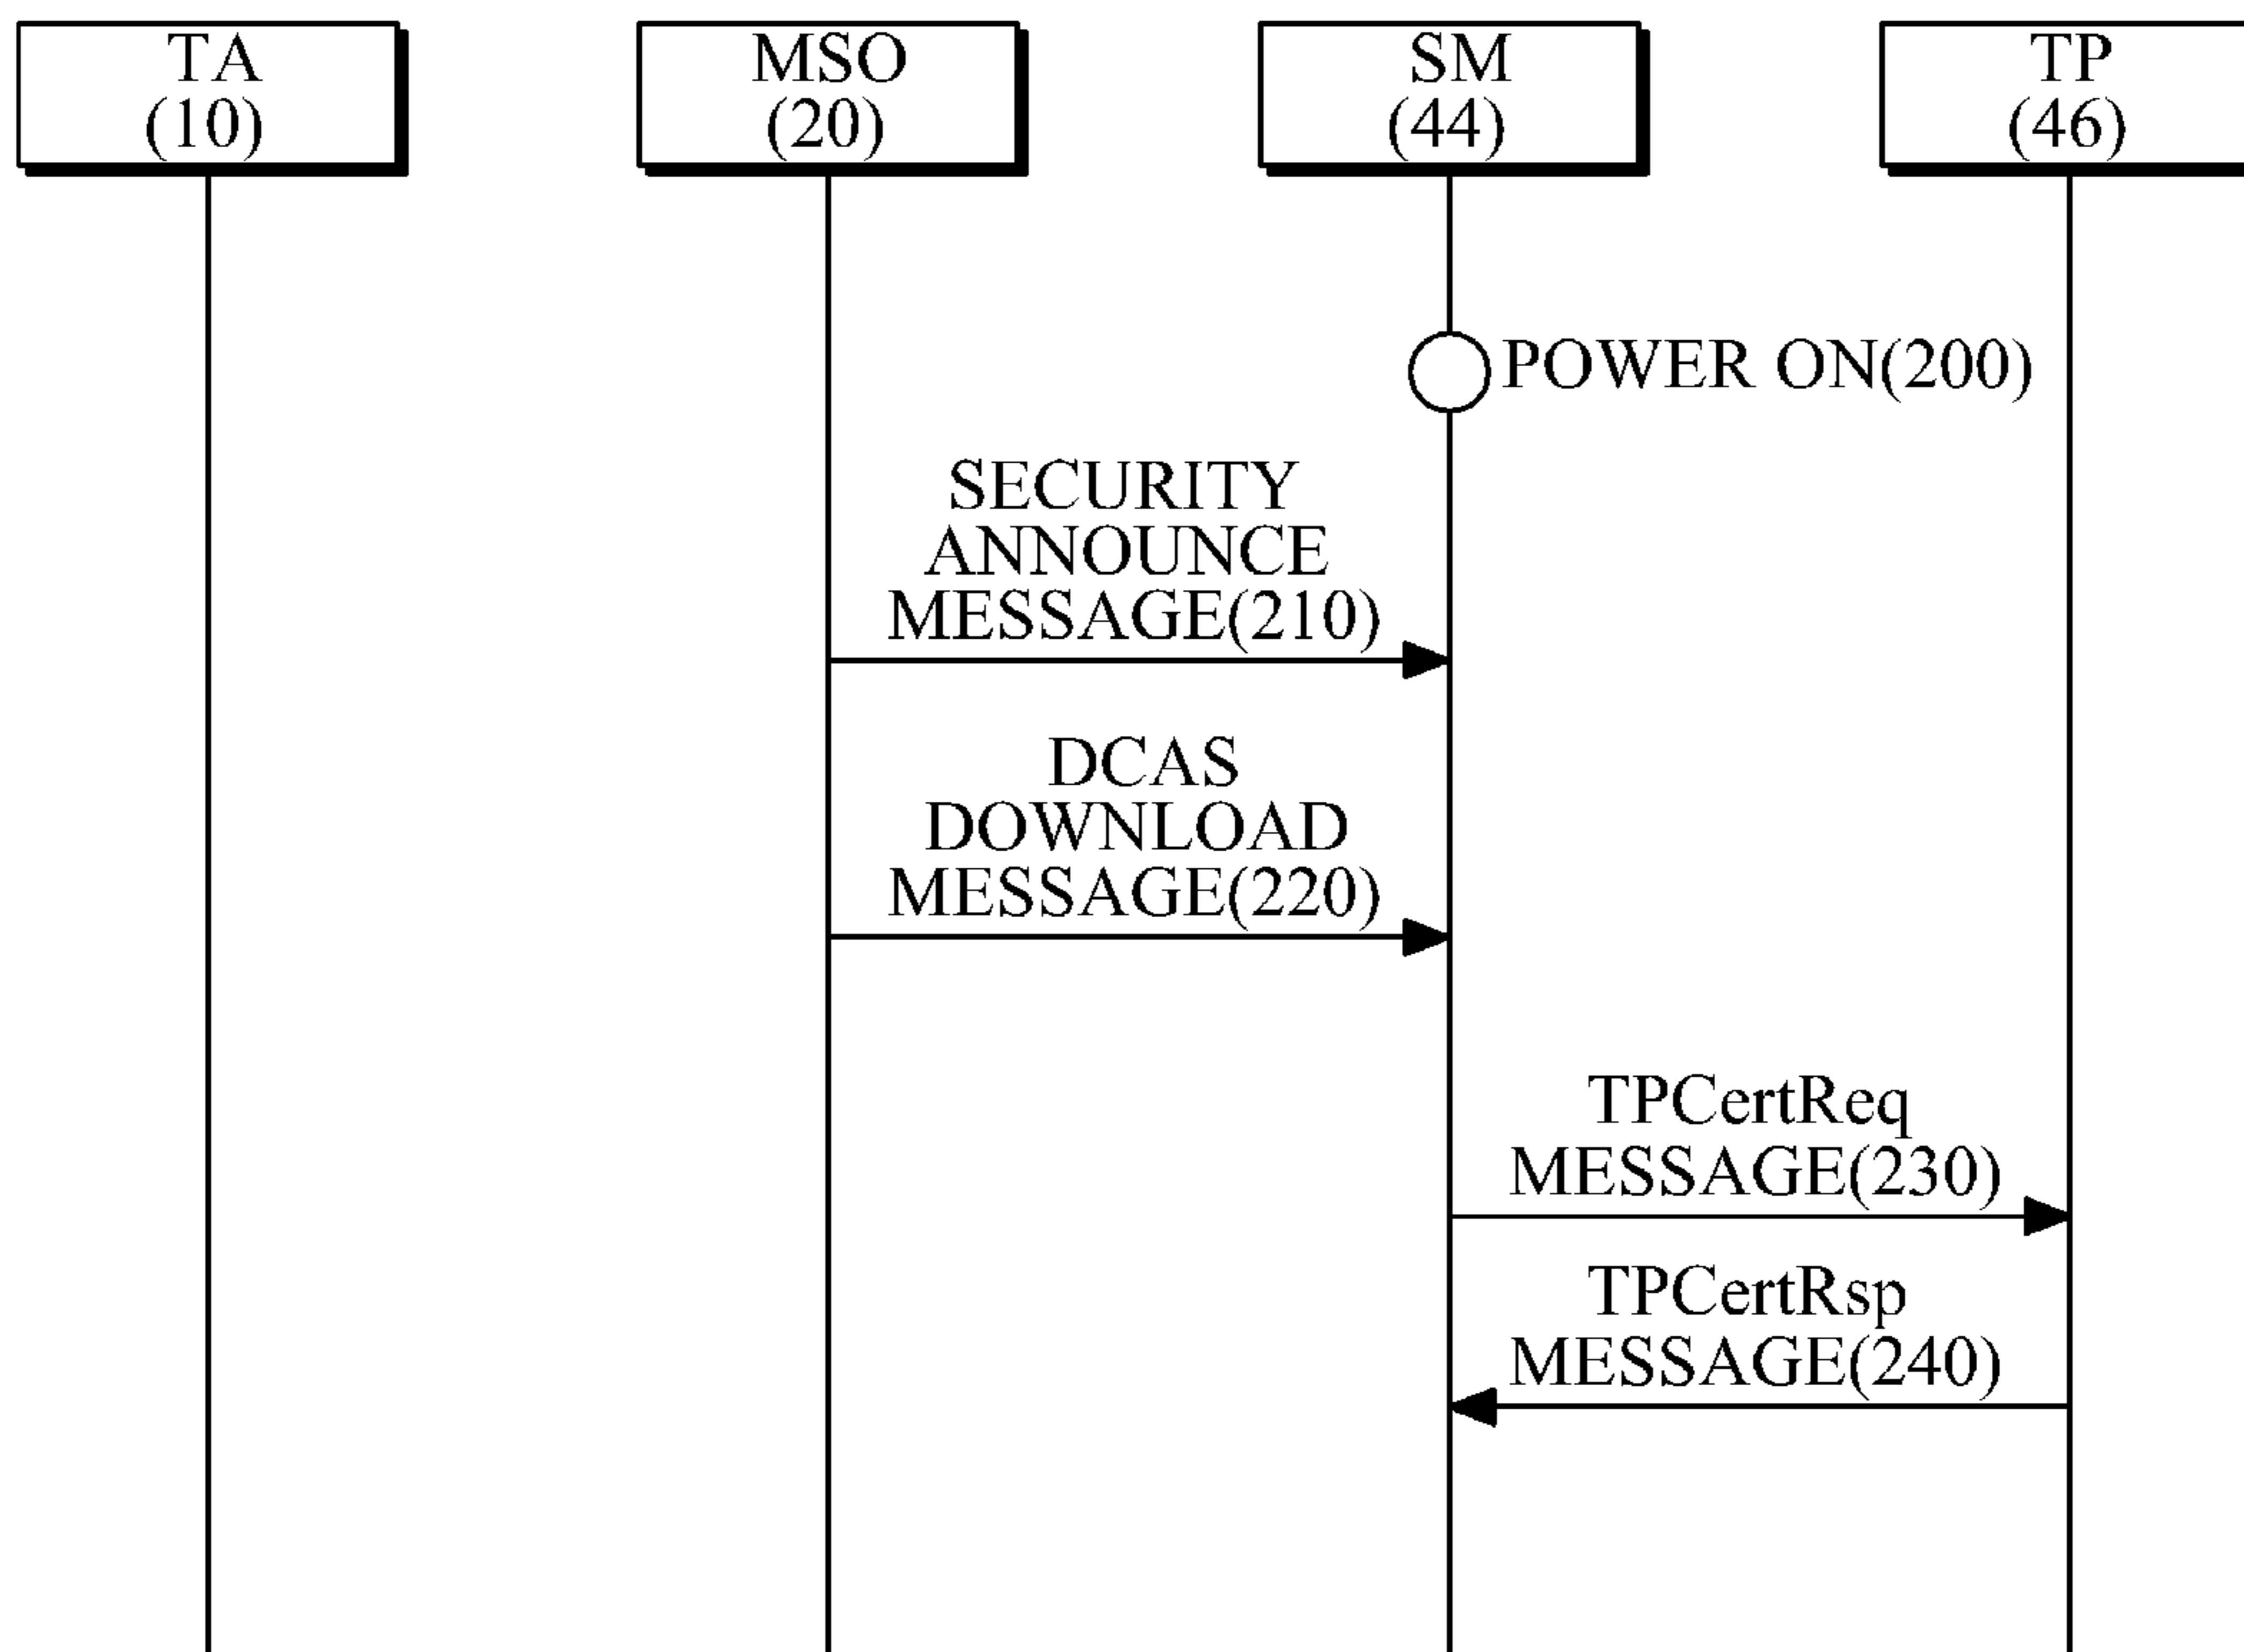 TA
(10)
MSO
(20)
SM
(44)
TP
(46)
POWER ON(200)
SECURITY
ANNOUNCE
MESSAGE(210)
DCAS
DOWNLOAD
MESSAGE(220)
TPCertReq
MESSAGE(230)
TPCertRsp
MESSAGE(240)